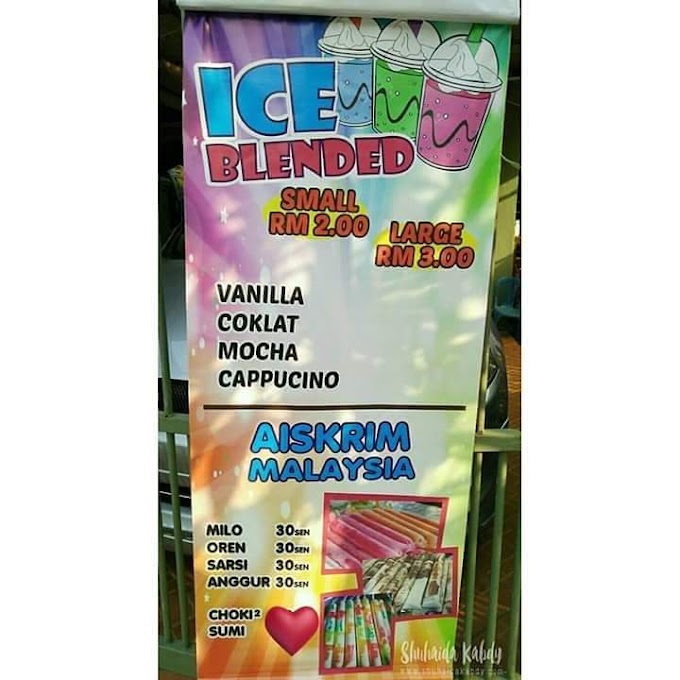 ICE
BLENDED
SMALL
RM 2.00
LARGE
RM 3.00
VANILLA
COKLAT
MOCHA
CAPPUCINO
AISKRIM
MALAYSIA
MILO 30SEN
OREN 30SEN
SARSI 30SEN
ANGGUR 30SEN
CHOKI²
SUMI
Shuhaida Kabdy